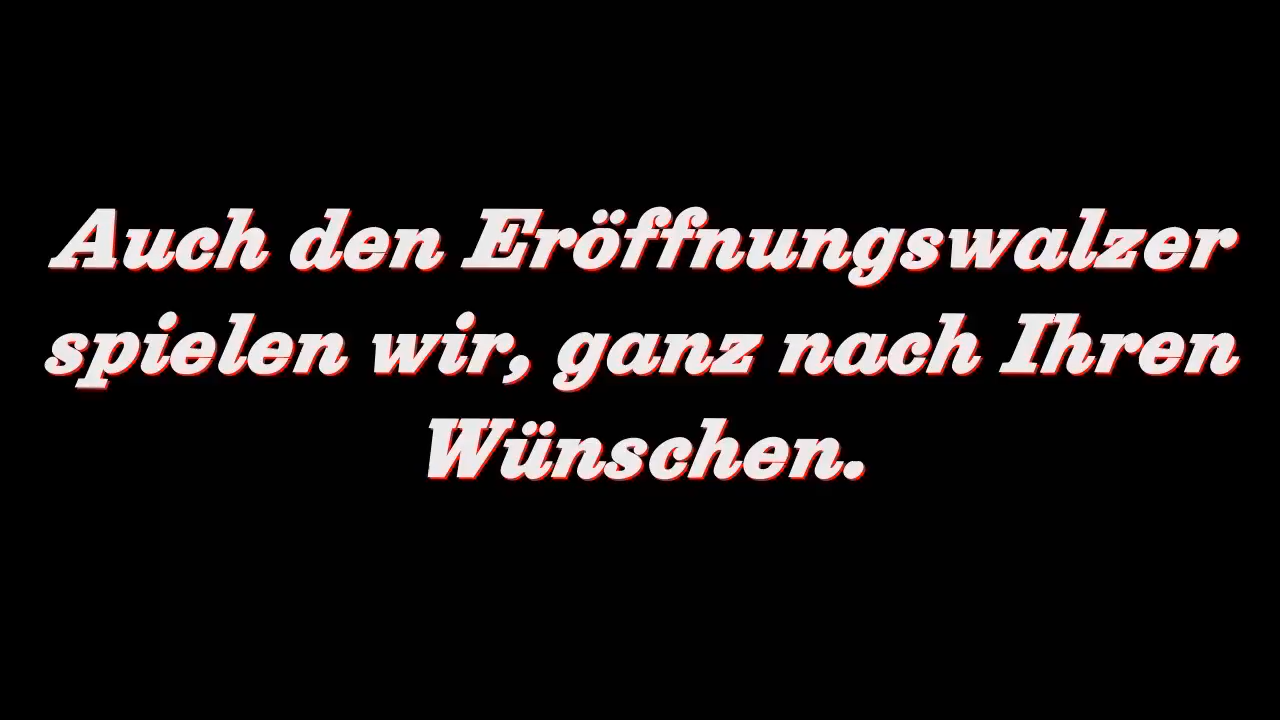 Auch den Eröffnungswalzer
spielen wir, ganz nach Ihren
Wünschen.